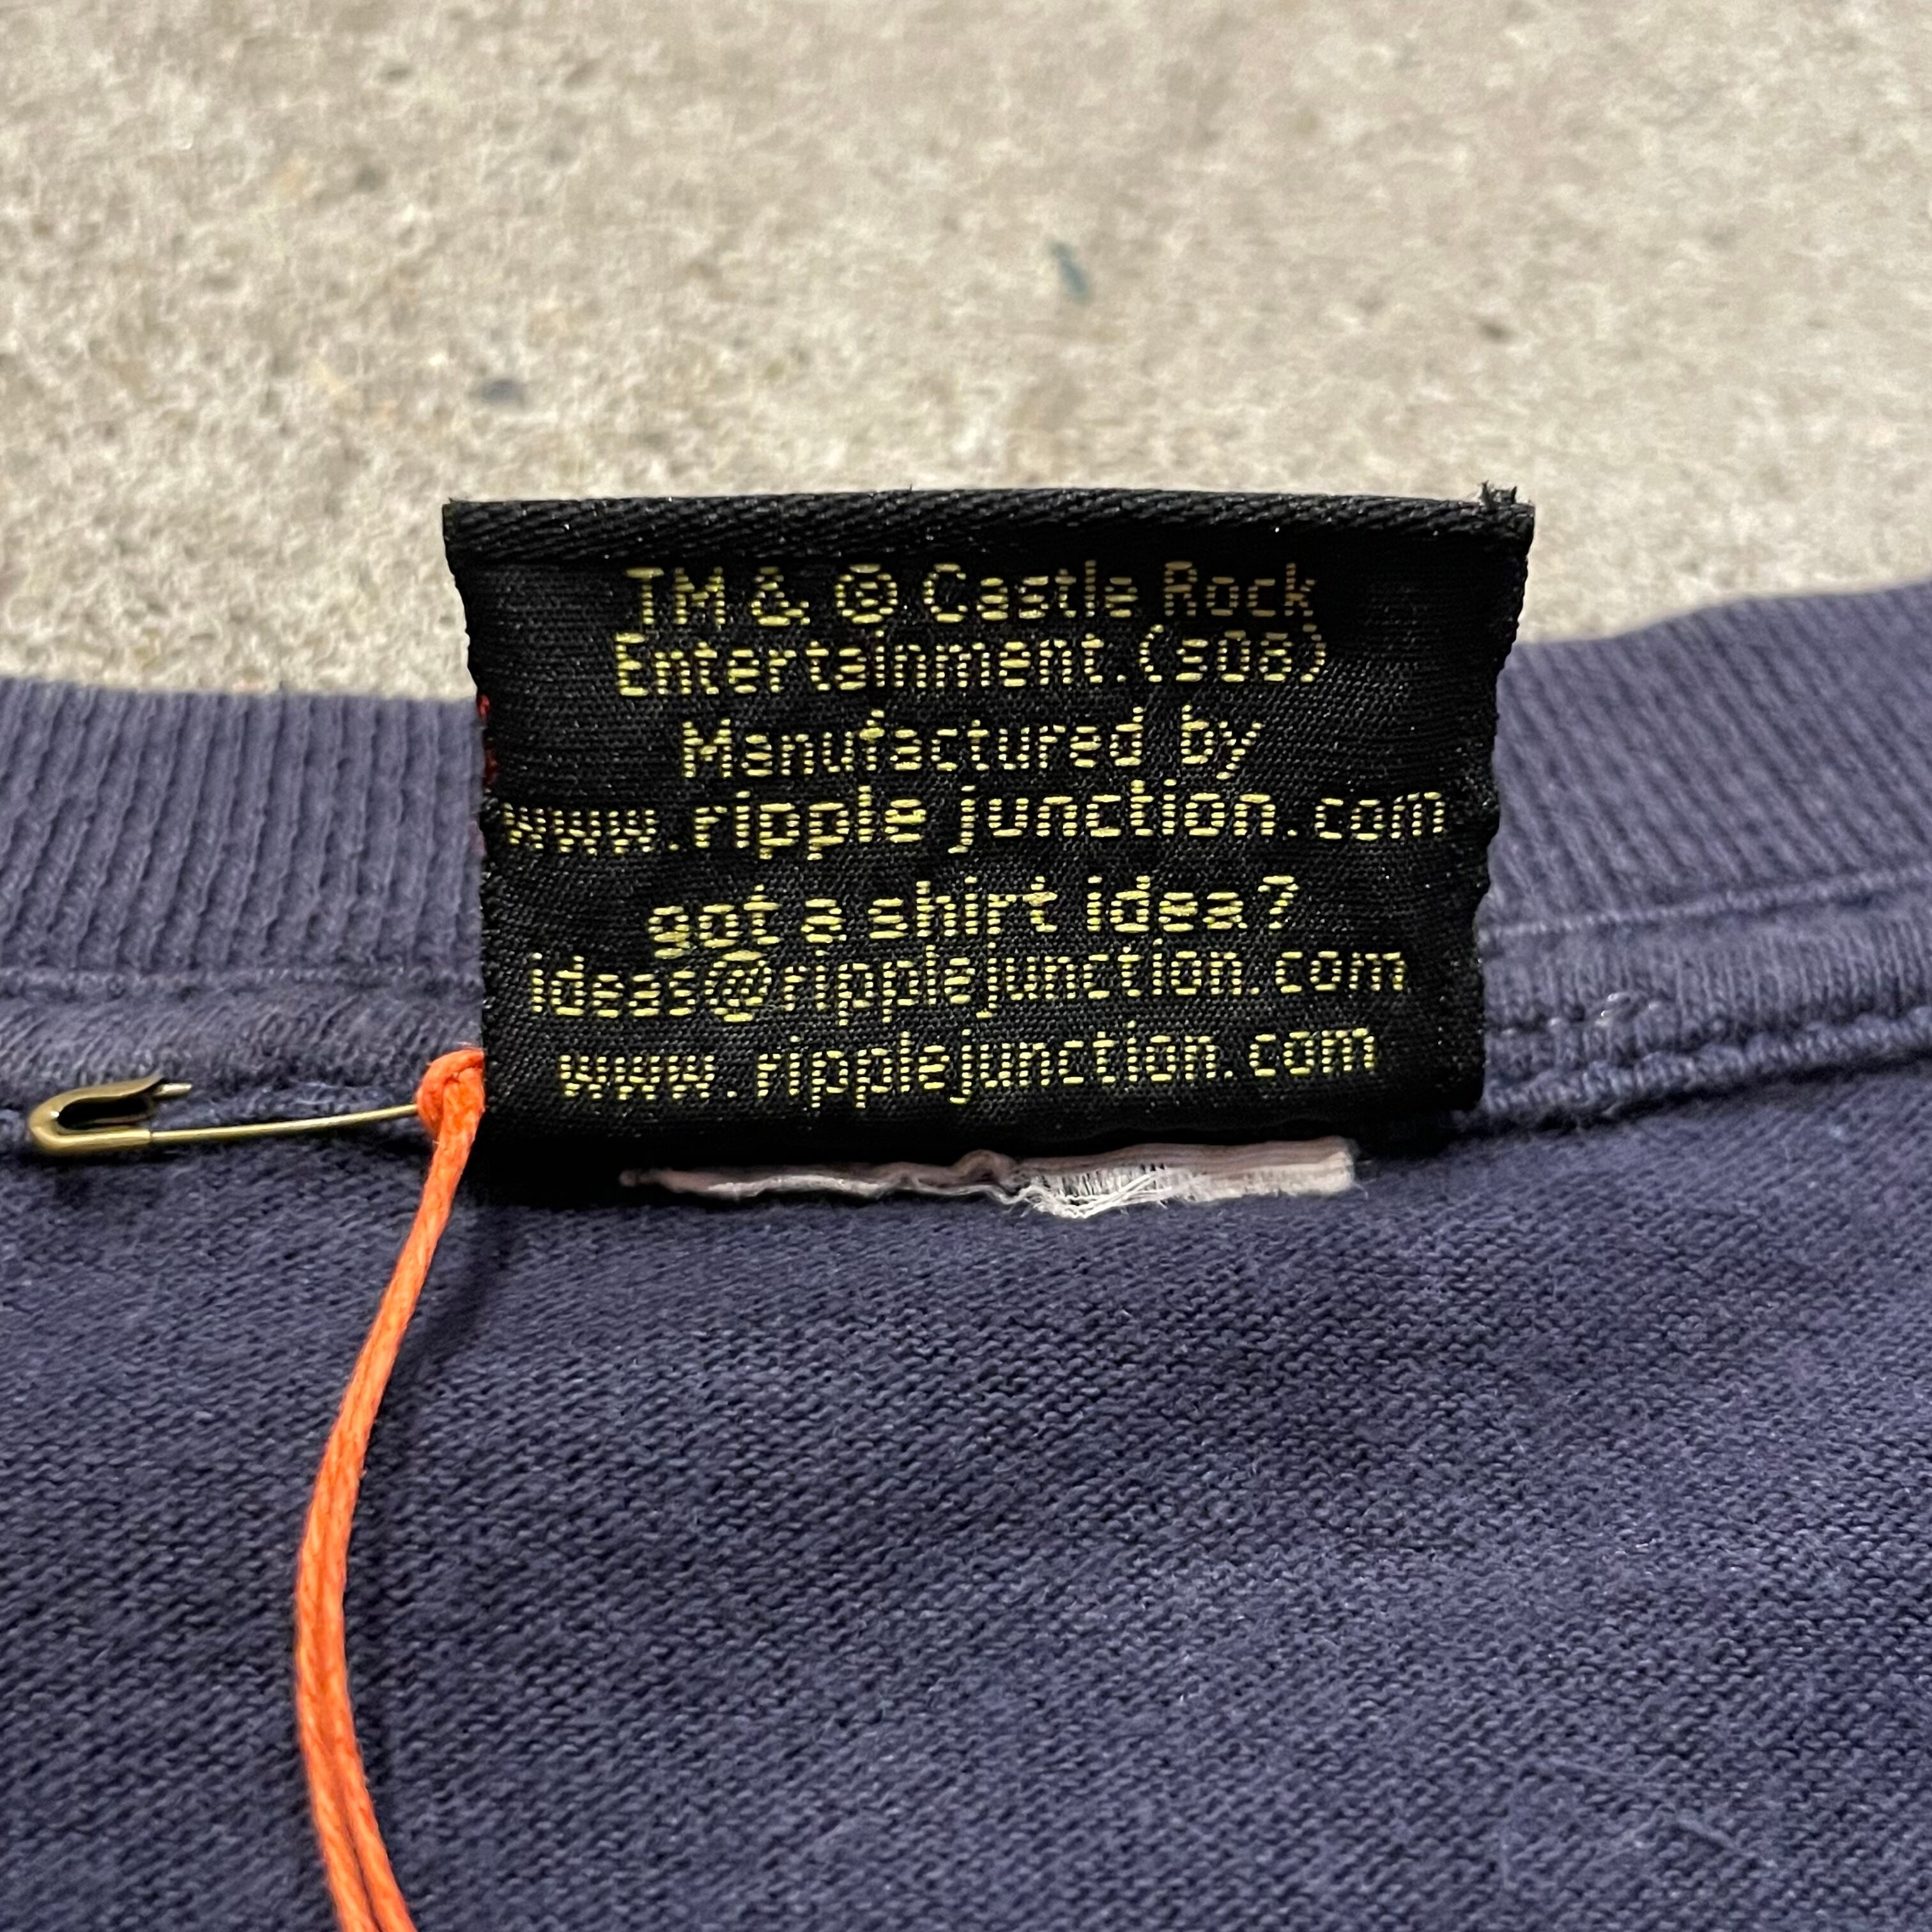 TM & © Castle Rock
Entertainment.(s08)
Manufactured by
www.ripple junction.com
got a shirt idea?
ideas@ripplejunction.com
www.ripplejunction.com